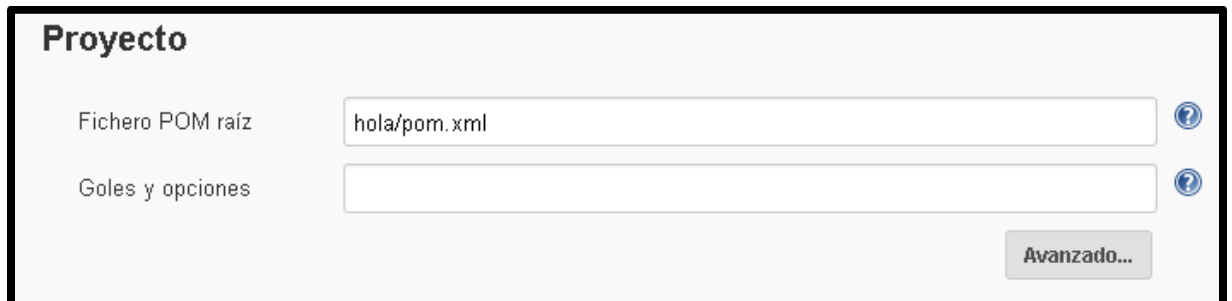 Proyecto
Fichero POM raíz
hola/pom.xml
?
Goles y opciones
?
Avanzado...